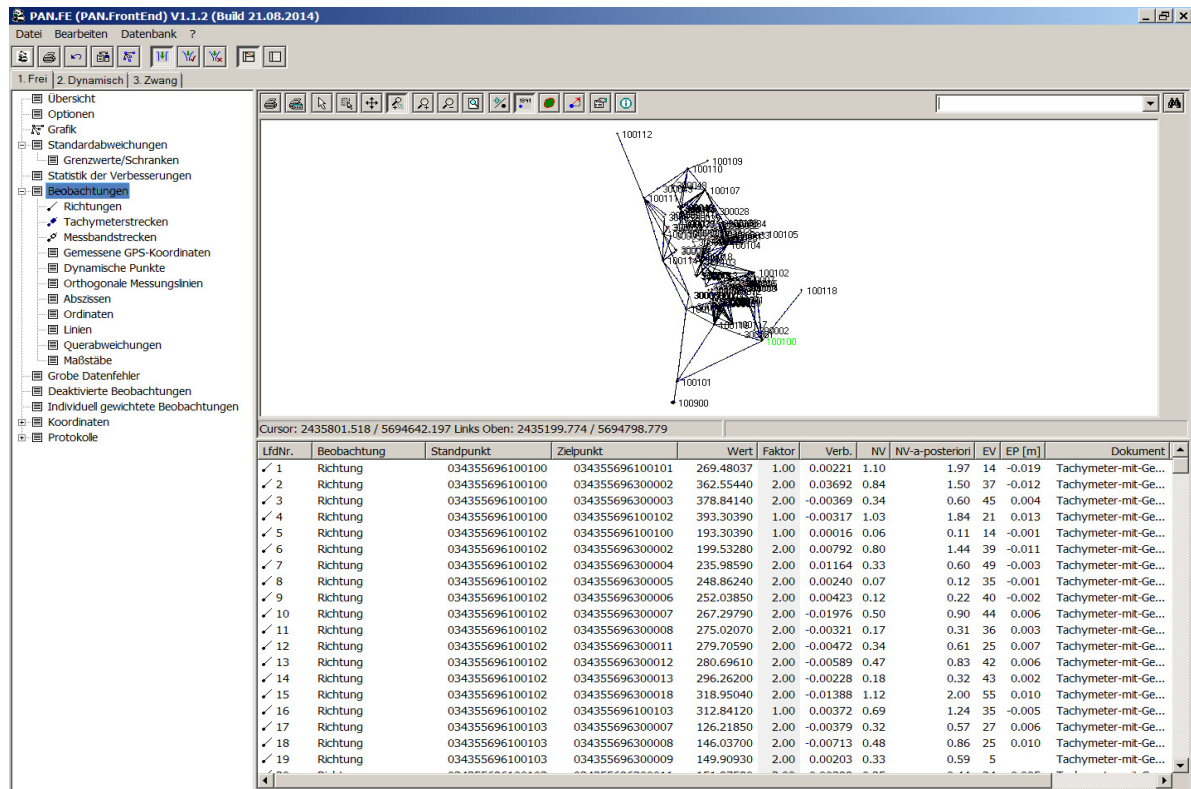 PAN.FE (PAN.FrontEnd) V1.1.2 (Build 21.08.2014)
Datei Bearbeiten Datenbank ?
1. Frei 2. Dynamisch 3. Zwang
Übersicht
Optionen
Grafik
Standardabweichungen
Grenzwerte/Schranken
Statistik der Verbesserungen
Beobachtungen
Richtungen
Tachymeterstrecken
Messbandstrecken
Gemessene GPS-Koordinaten
Dynamische Punkte
Orthogonale Messungslinien
Abszissen
Ordinaten
Linien
Querabweichungen
Maßstäbe
Grobe Datenfehler
Deaktivierte Beobachtungen
Individuell gewichtete Beobachtungen
Koordinaten
Protokolle
100112
100109
100110
100107
100111
300028
100105
100104
100114
100102
100118
100100
100101
100900
Cursor: 2435801.518 / 5694642.197 Links Oben: 2435199.774 / 5694798.779
LfdNr. Beobachtung Standpunkt Zielpunkt Wert Faktor Verb. NV NV-a-posteriori EV EP [m] Dokument
1 Richtung 034355696100100 034355696100101 269.48037 1.00 0.00221 1.10 1.97 14 -0.019 Tachymeter-mit-Ge...
2 Richtung 034355696100100 034355696300002 362.55440 2.00 0.03692 0.84 1.50 37 -0.012 Tachymeter-mit-Ge...
3 Richtung 034355696100100 034355696300003 378.84140 2.00 -0.00369 0.34 0.60 45 0.004 Tachymeter-mit-Ge...
4 Richtung 034355696100100 034355696100102 393.30390 1.00 -0.00317 1.03 1.84 21 0.013 Tachymeter-mit-Ge...
5 Richtung 034355696100102 034355696100100 193.30390 1.00 0.00016 0.06 0.11 14 -0.001 Tachymeter-mit-Ge...
6 Richtung 034355696100102 034355696300002 199.53280 2.00 0.00792 0.80 1.44 39 -0.011 Tachymeter-mit-Ge...
7 Richtung 034355696100102 034355696300004 235.98590 2.00 0.01164 0.33 0.60 49 -0.003 Tachymeter-mit-Ge...
8 Richtung 034355696100102 034355696300005 248.86240 2.00 0.00240 0.07 0.12 35 -0.001 Tachymeter-mit-Ge...
9 Richtung 034355696100102 034355696300006 252.03850 2.00 0.00423 0.12 0.22 40 -0.002 Tachymeter-mit-Ge...
10 Richtung 034355696100102 034355696300007 267.29790 2.00 -0.01976 0.50 0.90 44 0.006 Tachymeter-mit-Ge...
11 Richtung 034355696100102 034355696300008 275.02070 2.00 -0.00321 0.17 0.31 36 0.003 Tachymeter-mit-Ge...
12 Richtung 034355696100102 034355696300011 279.70590 2.00 -0.00472 0.34 0.61 25 0.007 Tachymeter-mit-Ge...
13 Richtung 034355696100102 034355696300012 280.69610 2.00 -0.00589 0.47 0.83 42 0.006 Tachymeter-mit-Ge...
14 Richtung 034355696100102 034355696300013 296.26200 2.00 -0.00228 0.18 0.32 43 0.002 Tachymeter-mit-Ge...
15 Richtung 034355696100102 034355696300018 318.95040 2.00 -0.01388 1.12 2.00 55 0.010 Tachymeter-mit-Ge...
16 Richtung 034355696100102 034355696100103 312.84120 1.00 0.00372 0.69 1.24 35 -0.005 Tachymeter-mit-Ge...
17 Richtung 034355696100103 034355696300007 126.21850 2.00 -0.00379 0.32 0.57 27 0.006 Tachymeter-mit-Ge...
18 Richtung 034355696100103 034355696300008 146.03700 2.00 -0.00713 0.48 0.86 25 0.010 Tachymeter-mit-Ge...
19 Richtung 034355696100103 034355696300009 149.90930 2.00 0.00203 0.33 0.59 5 Tachymeter-mit-Ge...